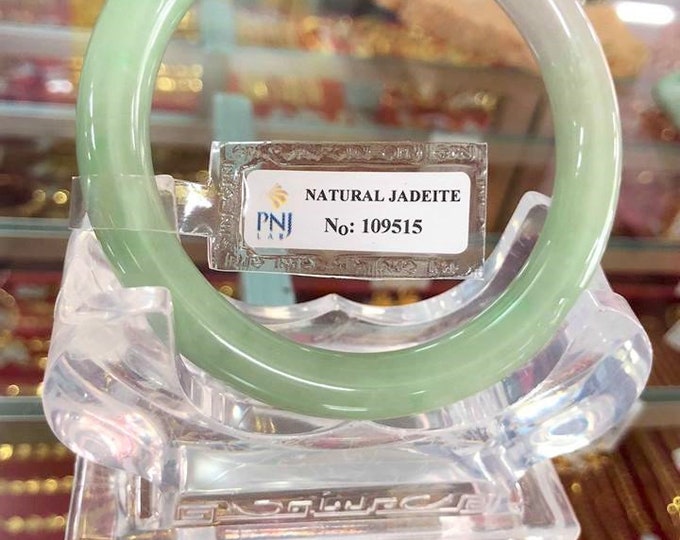 NATURAL JADEITE
PNJ
LAB
No: 109515